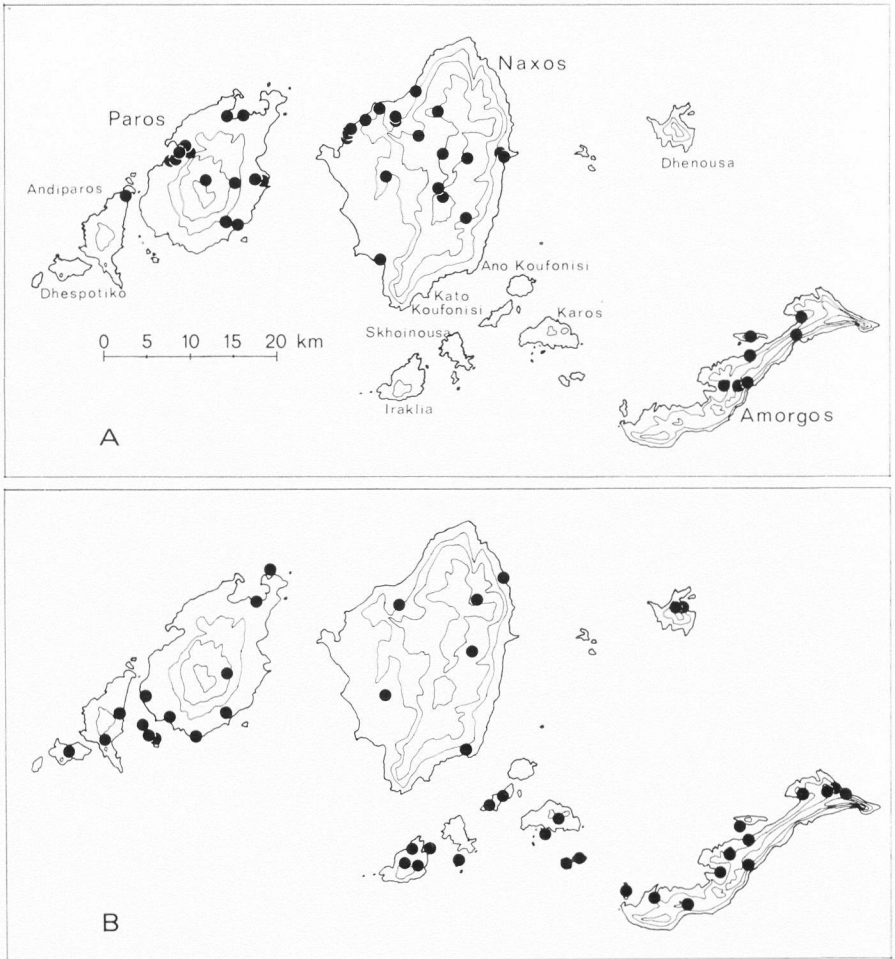 Naxos
Paros
Dhenousa
Andiparos
Ano Koufonisi
Dhespotiko
Kato
Koufonisi
Karos
Skhoinousa
0 5 10 15 20 km
Iraklia
Amorgos
A
B